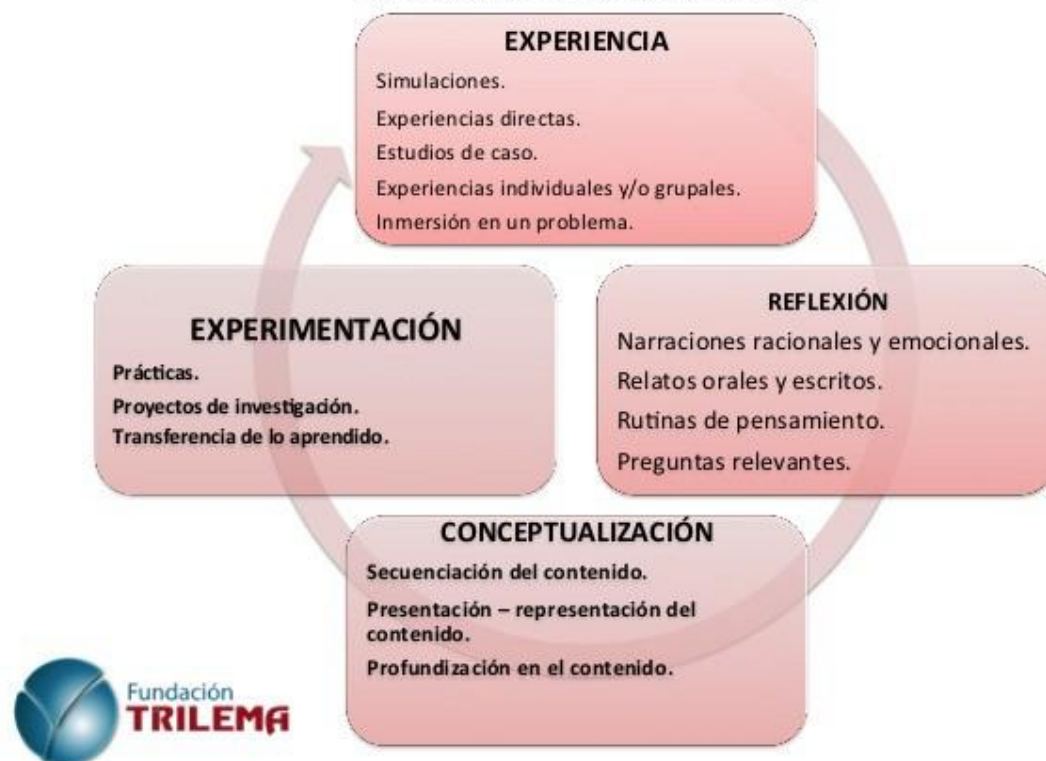 EXPERIENCIA
Simulaciones.
Experiencias directas.
Estudios de caso.
Experiencias individuales y/o grupales.
Inmersión en un problema.
REFLEXIÓN
Narraciones racionales y emocionales.
Relatos orales y escritos.
Rutinas de pensamiento.
Preguntas relevantes.
CONCEPTUALIZACIÓN
Secuenciación del contenido.
Presentación – representación del
contenido.
Profundización en el contenido.
EXPERIMENTACIÓN
Prácticas.
Proyectos de investigación.
Transferencia de lo aprendido.
Fundación
TRILEMA